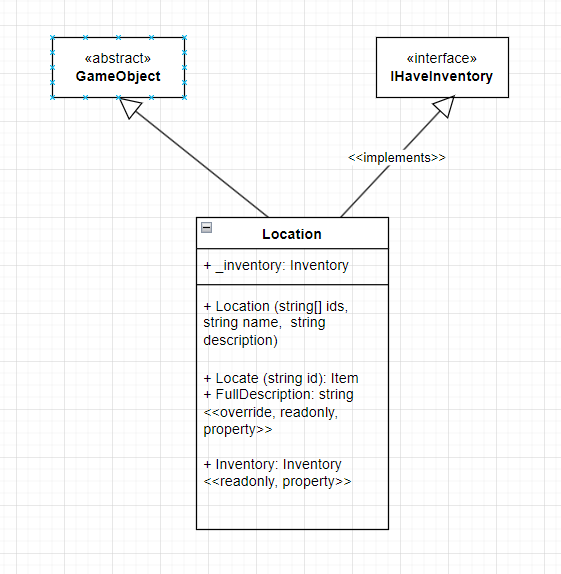 «abstract»
GameObject
«interface»
IHaveInventory
<<implements>>
Location
+ _inventory: Inventory
+ Location (string[] ids,
string name,  string
description)
+ Locate (string id): Item
+ FullDescription: string
<<override, readonly,
property>>
+ Inventory: Inventory
<<readonly, property>>